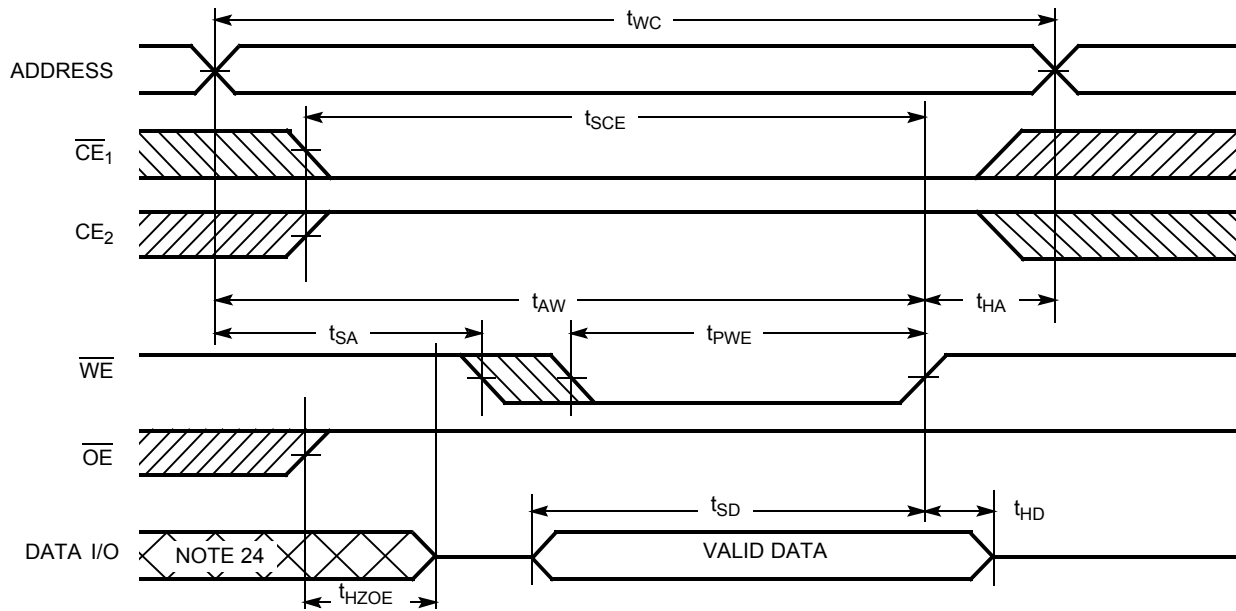 tWC
ADDRESS
tSCE
CE1
CE2
tAW
tHA
tSA
tPWE
WE
OE
tSD
tHD
DATA I/O
NOTE 24
VALID DATA
tHZOE